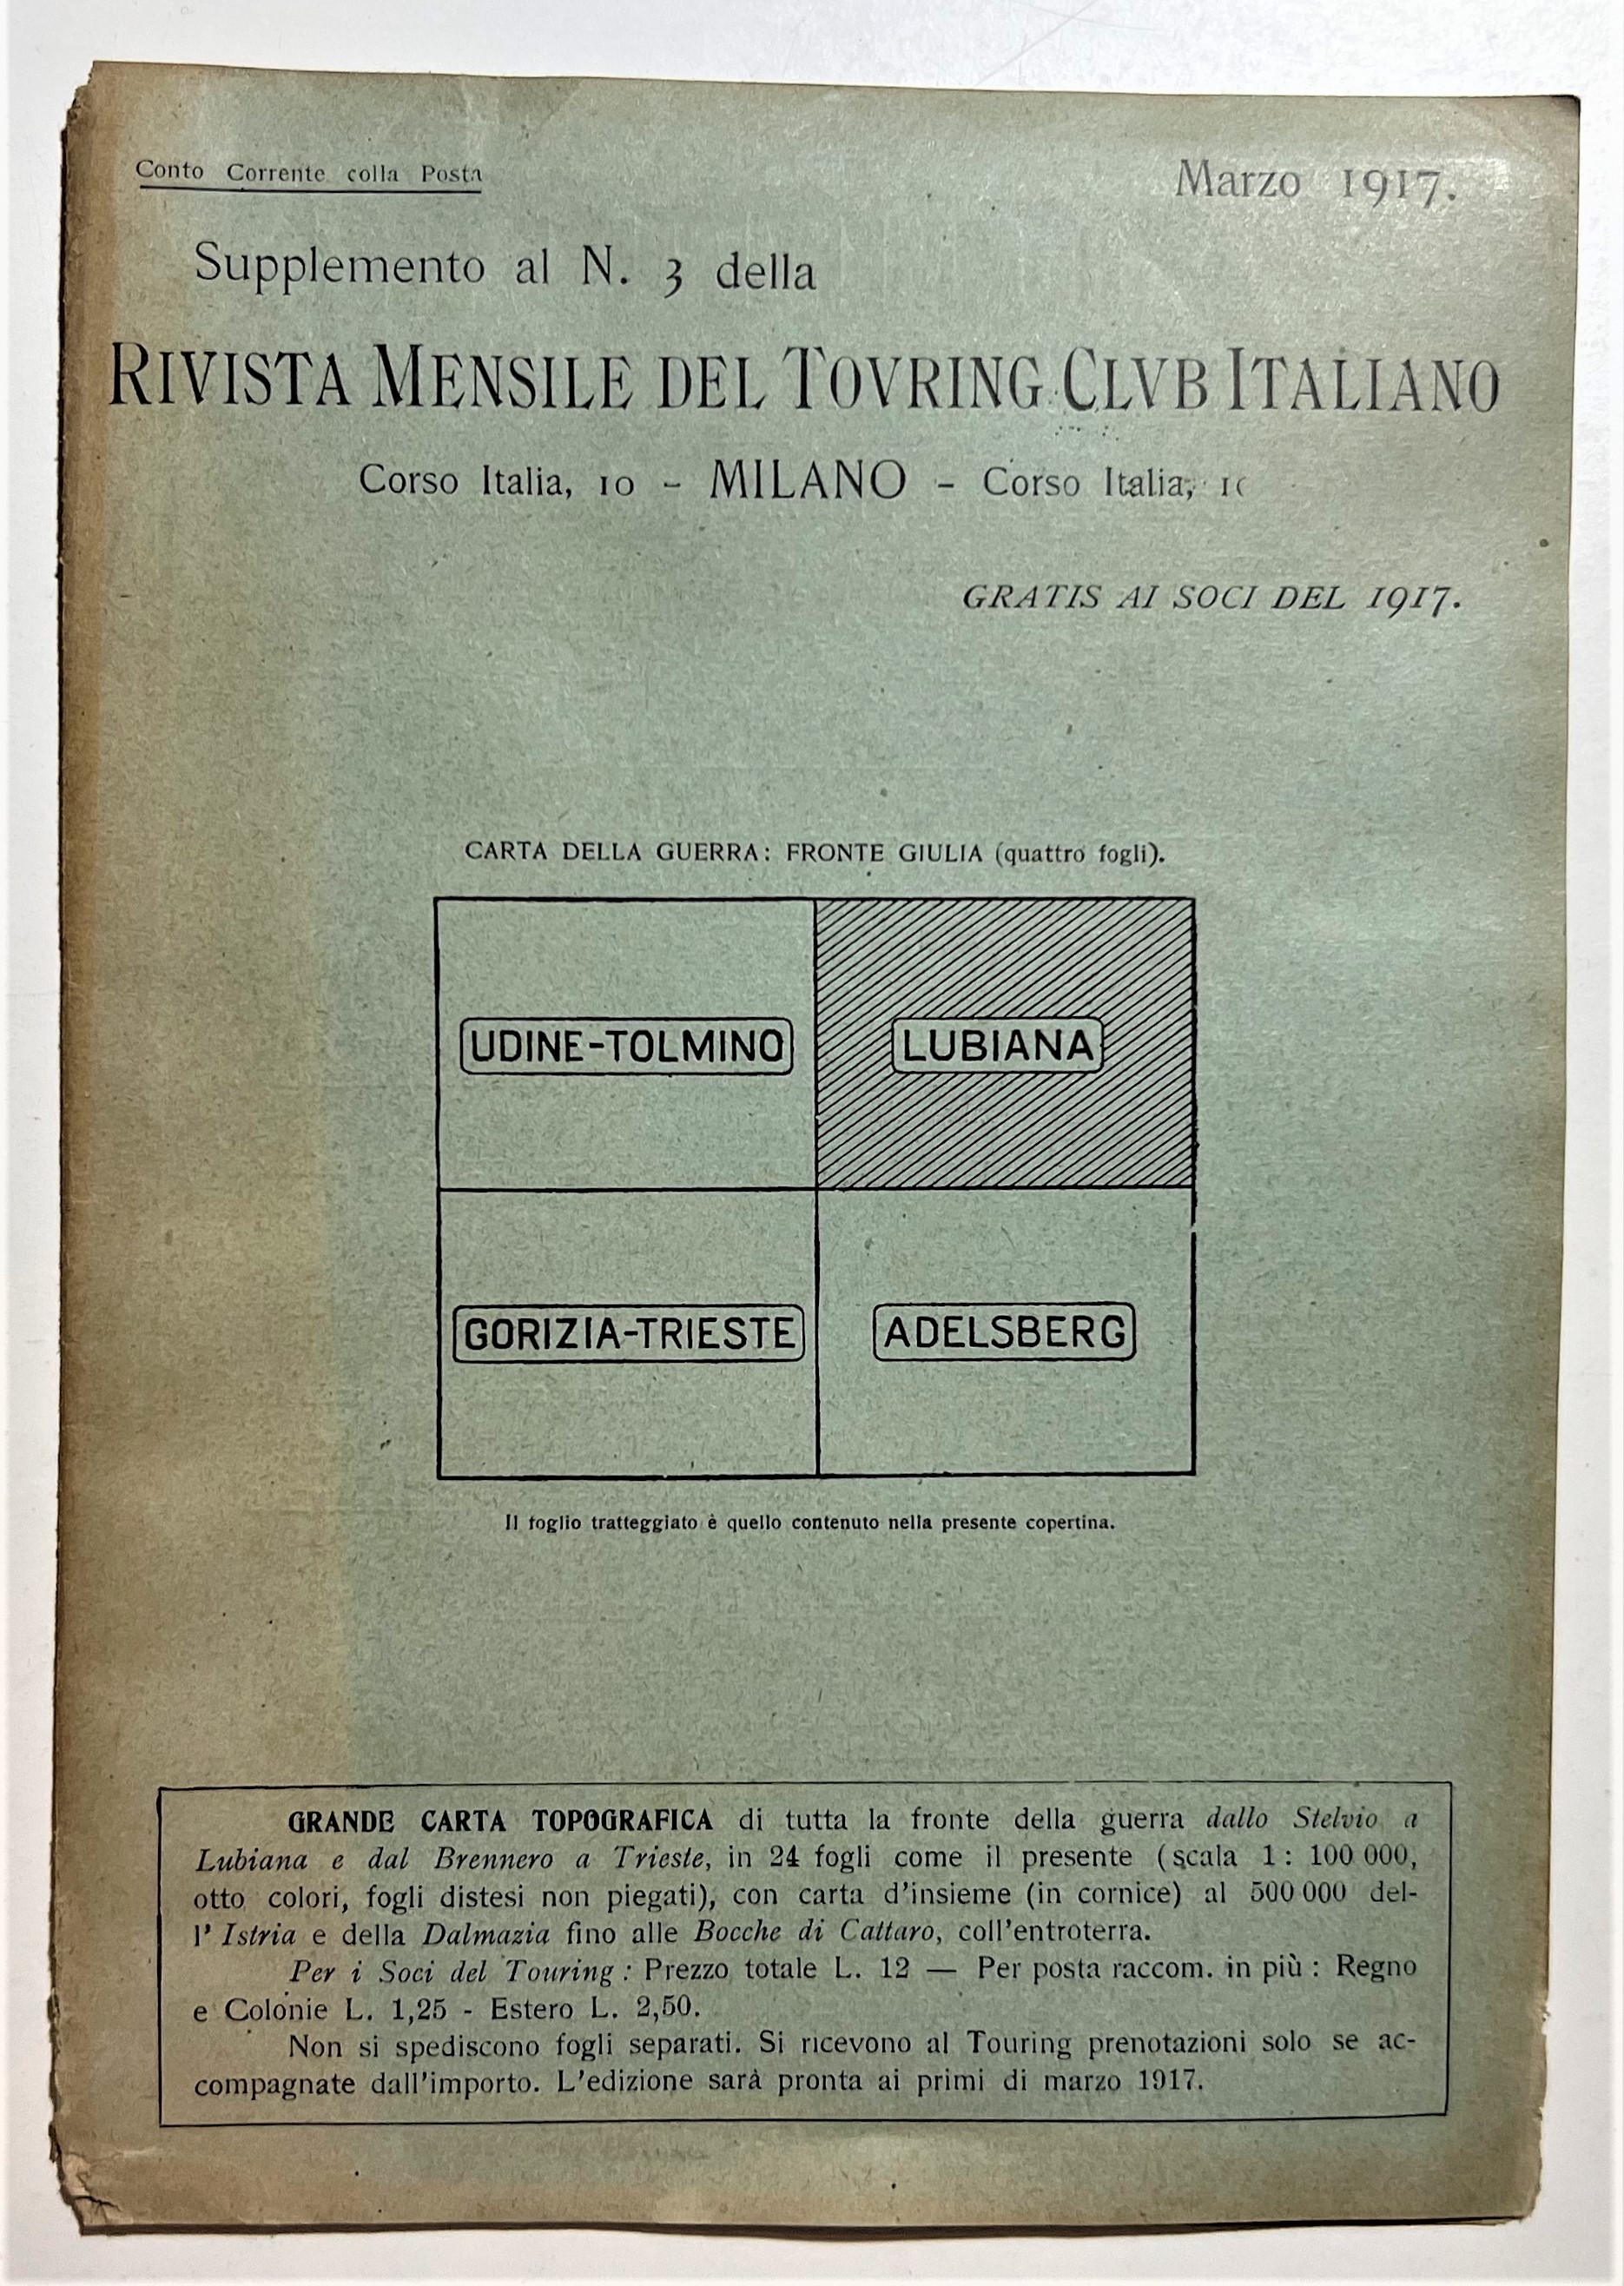 Conto Corrente colla Posta
Marzo 1917.
Supplemento al N. 3 della
RIVISTA MENSILE DEL TOVRING CLVB ITALIANO
Corso Italia, 10 - MILANO - Corso Italia,
GRATIS AI SOCI DEL 1917.
CARTA DELLA GUERRA: FRONTE GIULIA (quattro fogli).
UDINE-TOLMINO
LUBIANA
GORIZIA-TRIESTE
ADELSBERG
Il foglio tratteggiato è quello contenuto nella presente copertina.
GRANDE CARTA TOPOGRAFICA di tutta la fronte della guerra dallo Stelvio a
Lubiana e dal Brennero a Trieste, in 24 fogli come il presente (scala 1: 100 000,
otto colori, fogli distesi non piegati), con carta d'insieme (in cornice) al 500 000 del-
l'Istria e della Dalmazia fino alle Bocche di Cattaro, coll'entroterra.
Per i Soci del Touring: Prezzo totale L. 12 — Per posta raccom. in più: Regno
e Colonie L. 1,25 - Estero L. 2,50.
Non si spediscono fogli separati. Si ricevono al Touring prenotazioni solo se ac-
compagnate dall'importo. L'edizione sarà pronta ai primi di marzo 1917.